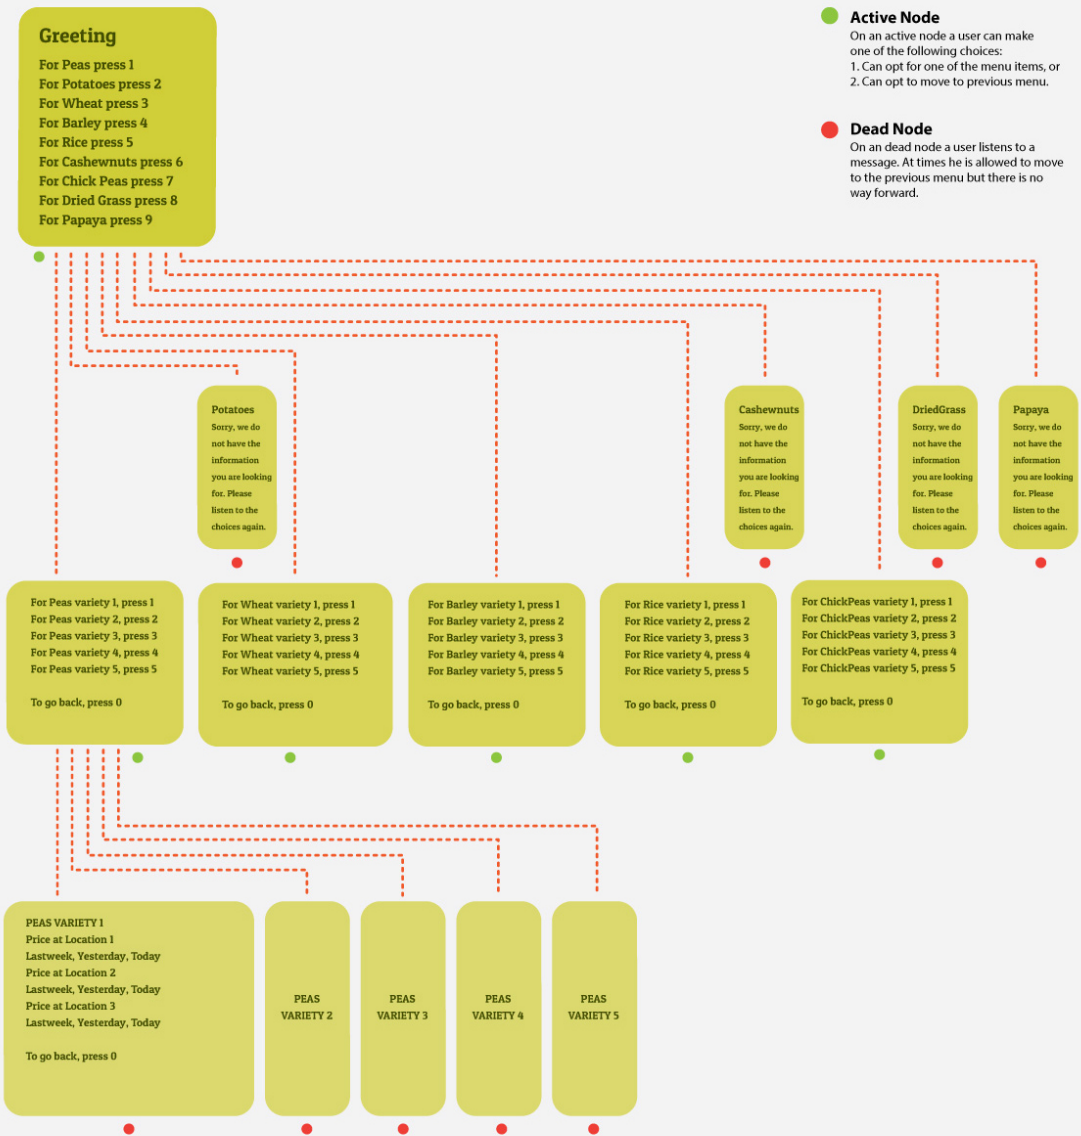 Greeting
For Peas press 1
For Potatoes press 2
For Wheat press 3
For Barley press 4
For Rice press 5
For Cashewnuts press 6
For Chick Peas press 7
For Dried Grass press 8
For Papaya press 9
Active Node
On an active node a user can make
one of the following choices:
1. Can opt for one of the menu items, or
2. Can opt to move to previous menu.
Dead Node
On an dead node a user listens to a
message. At times he is allowed to move
to the previous menu but there is no
way forward.
Potatoes
Sorry, we do
not have the
information
you are looking
for. Please
listen to the
choices again.
Cashewnuts
Sorry, we do
not have the
information
you are looking
for. Please
listen to the
choices again.
DriedGrass
Sorry, we do
not have the
information
you are looking
for. Please
listen to the
choices again.
Papaya
Sorry, we do
not have the
information
you are looking
for. Please
listen to the
choices again.
For Peas variety 1, press 1
For Peas variety 2, press 2
For Peas variety 3, press 3
For Peas variety 4, press 4
For Peas variety 5, press 5
To go back, press 0
For Wheat variety 1, press 1
For Wheat variety 2, press 2
For Wheat variety 3, press 3
For Wheat variety 4, press 4
For Wheat variety 5, press 5
To go back, press 0
For Barley variety 1, press 1
For Barley variety 2, press 2
For Barley variety 3, press 3
For Barley variety 4, press 4
For Barley variety 5, press 5
To go back, press 0
For Rice variety 1, press 1
For Rice variety 2, press 2
For Rice variety 3, press 3
For Rice variety 4, press 4
For Rice variety 5, press 5
To go back, press 0
For ChickPeas variety 1, press 1
For ChickPeas variety 2, press 2
For ChickPeas variety 3, press 3
For ChickPeas variety 4, press 4
For ChickPeas variety 5, press 5
To go back, press 0
PEAS VARIETY 1
Price at Location 1
Lastweek, Yesterday, Today
Price at Location 2
Lastweek, Yesterday, Today
Price at Location 3
Lastweek, Yesterday, Today
To go back, press 0
PEAS
VARIETY 2
PEAS
VARIETY 3
PEAS
VARIETY 4
PEAS
VARIETY 5